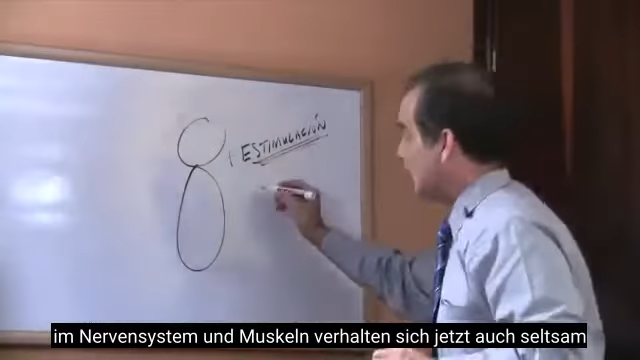 + ESTIMULACIÓN
im Nervensystem und Muskeln verhalten sich jetzt auch seltsam